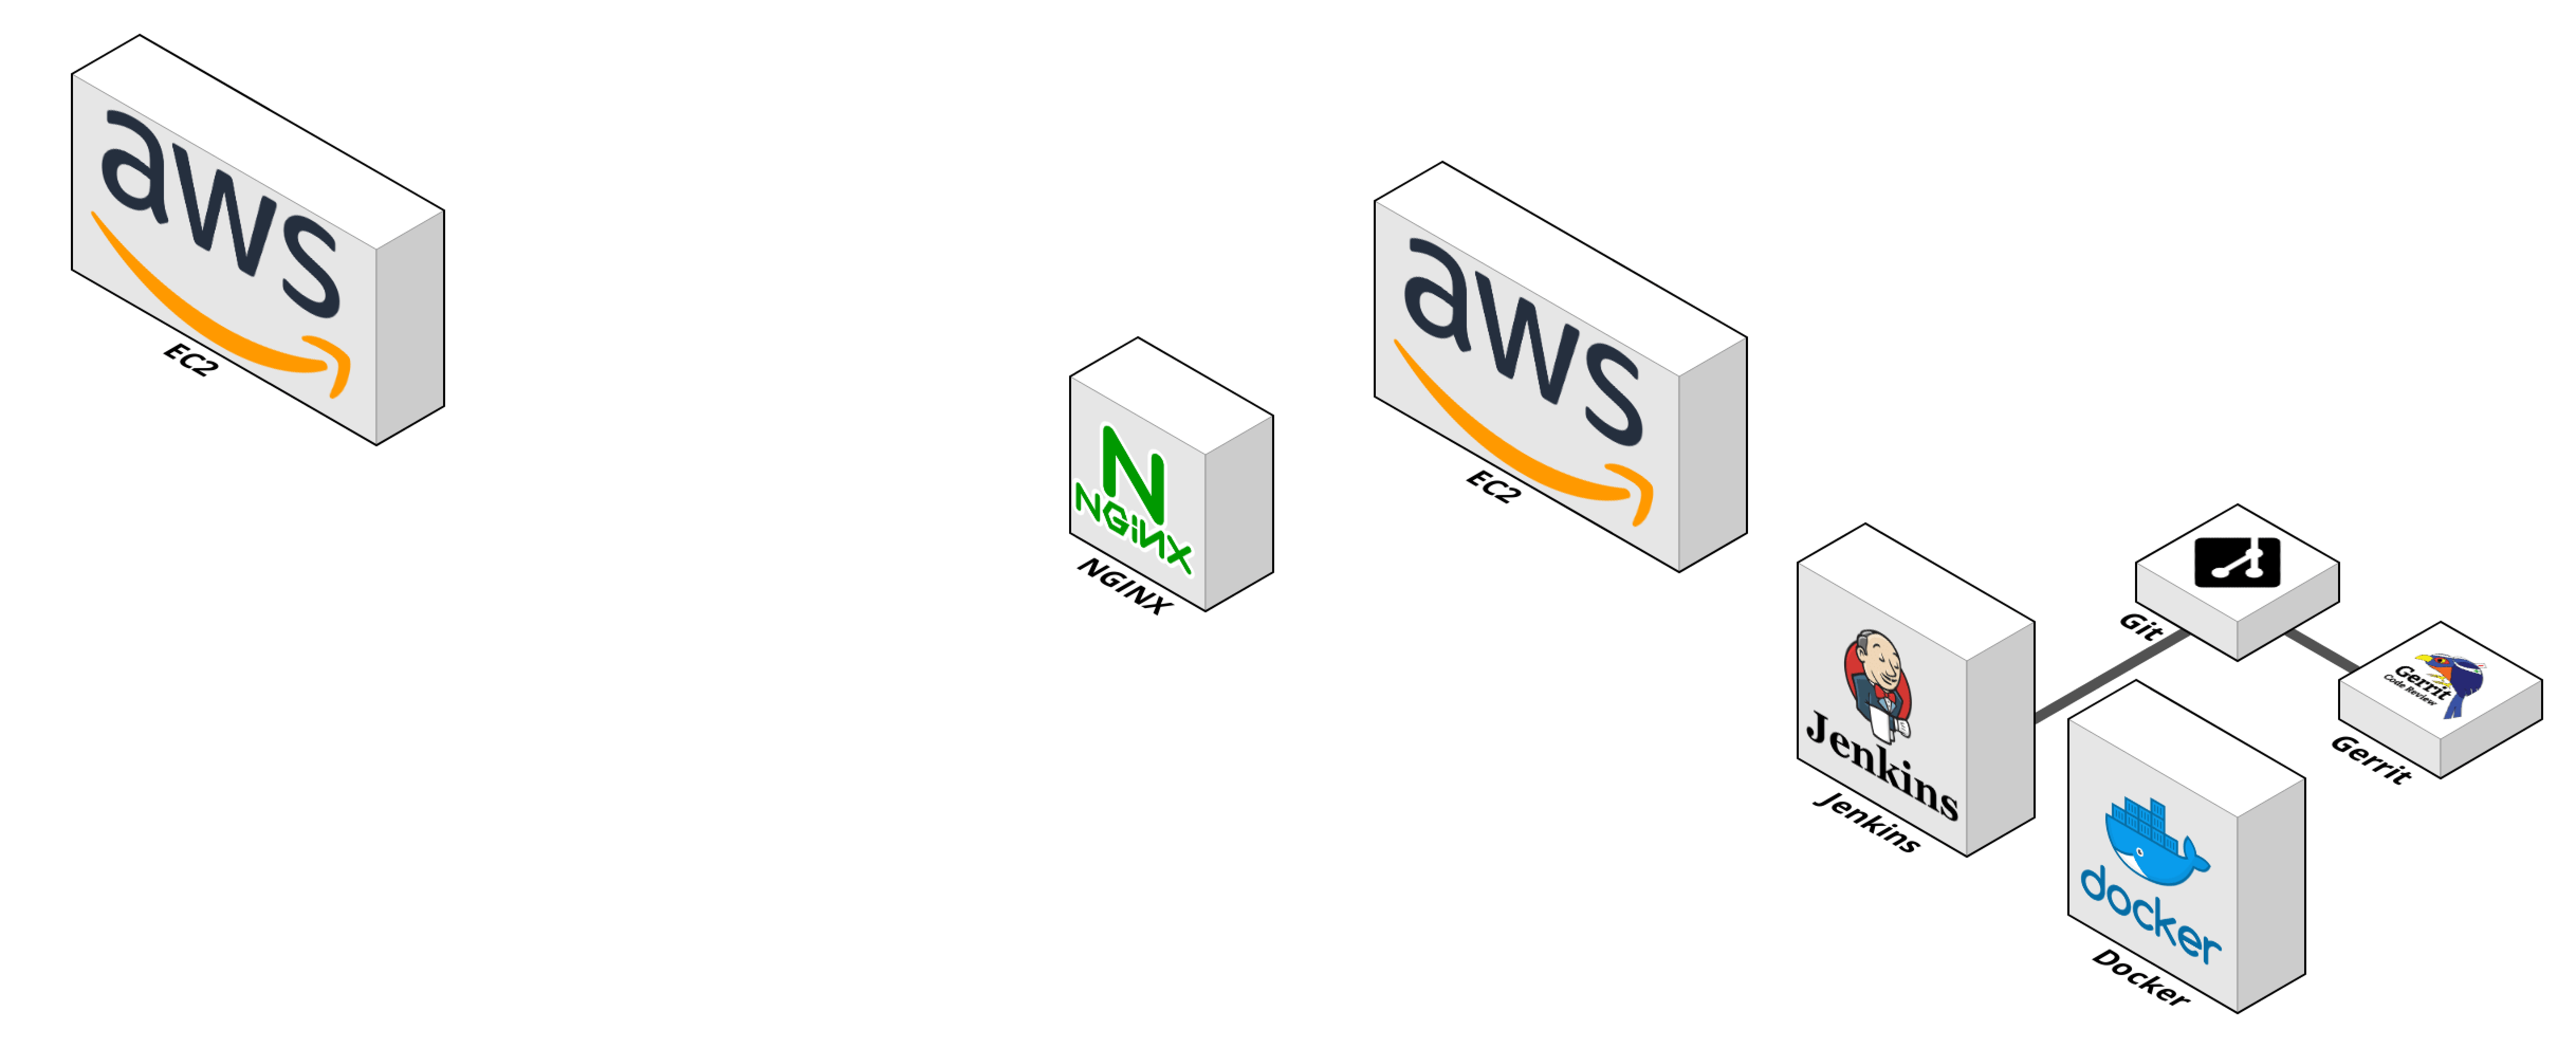 aws
EC2
aws
EC2
N
NGiNX
NGINX
Jenkins
Jenkins
Git
Gerrit
Code Review
Gerrit
docker
Docker